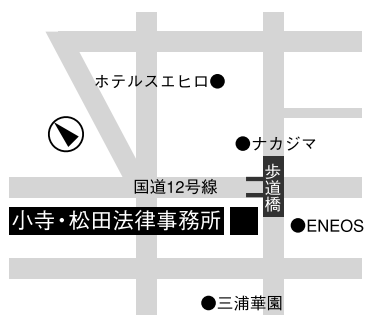 ホテルスエヒロ
ナカジマ
歩道橋
国道12号線
小寺・松田法律事務所
ENEOS
三浦華園